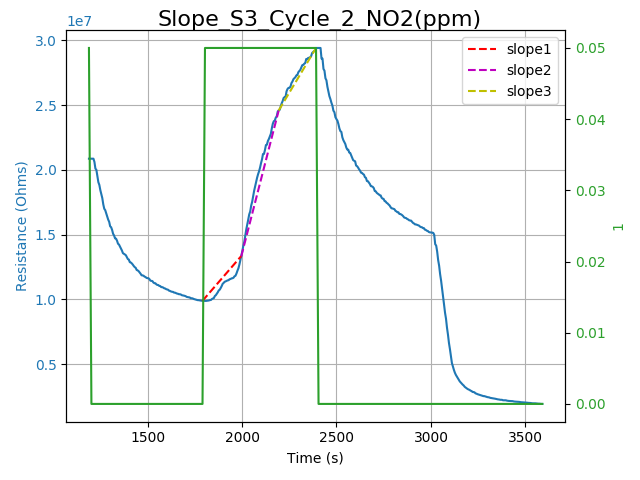 Slope_S3_Cycle_2_NO2(ppm)
1e7
3.0
2.5
2.0
1.5
1.0
0.5
Resistance (Ohms)
1500
2000
2500
3000
3500
Time (s)
0.05
0.04
0.03
0.02
0.01
0.00
1
slope1
slope2
slope3